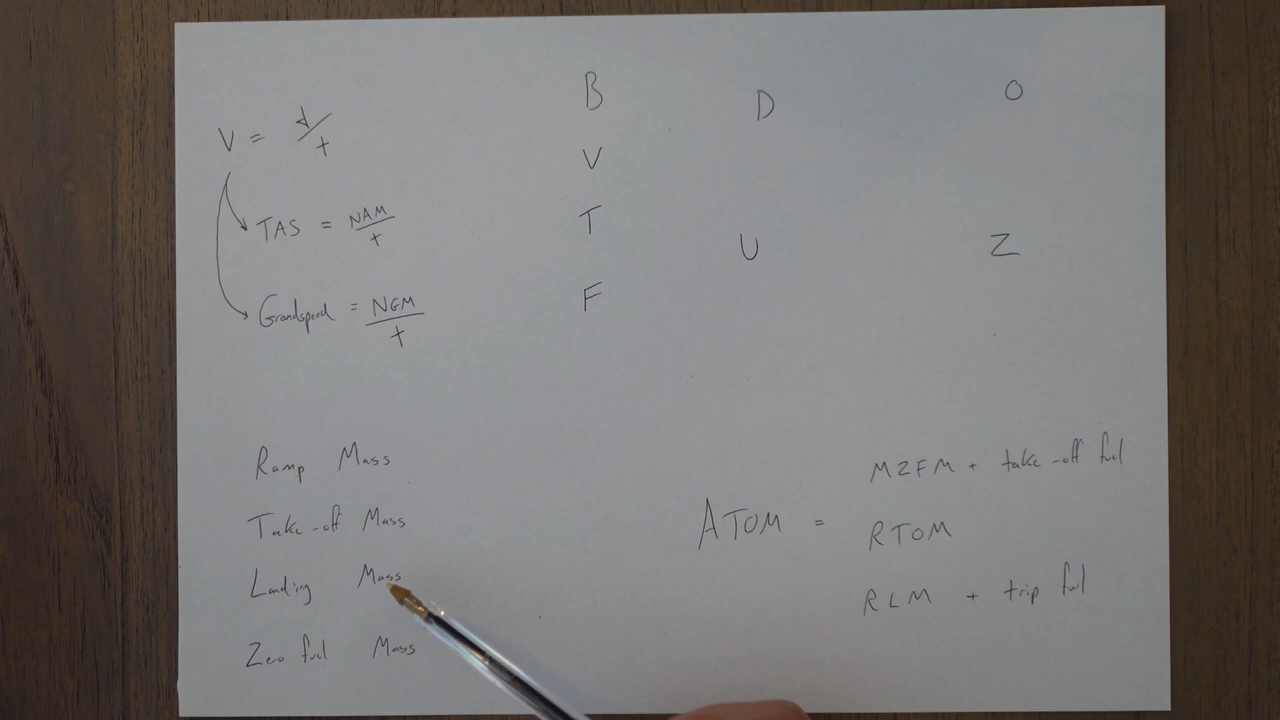 V = d/t
TAS = NAM/t
Groundspeed = NGM/t
B
V
T
F
D
U
O
Z
Ramp Mass
Take-off Mass
Landing Mass
Zero fuel Mass
ATOM =
MZFM + take-off fuel
RTOM
RLM + trip fuel